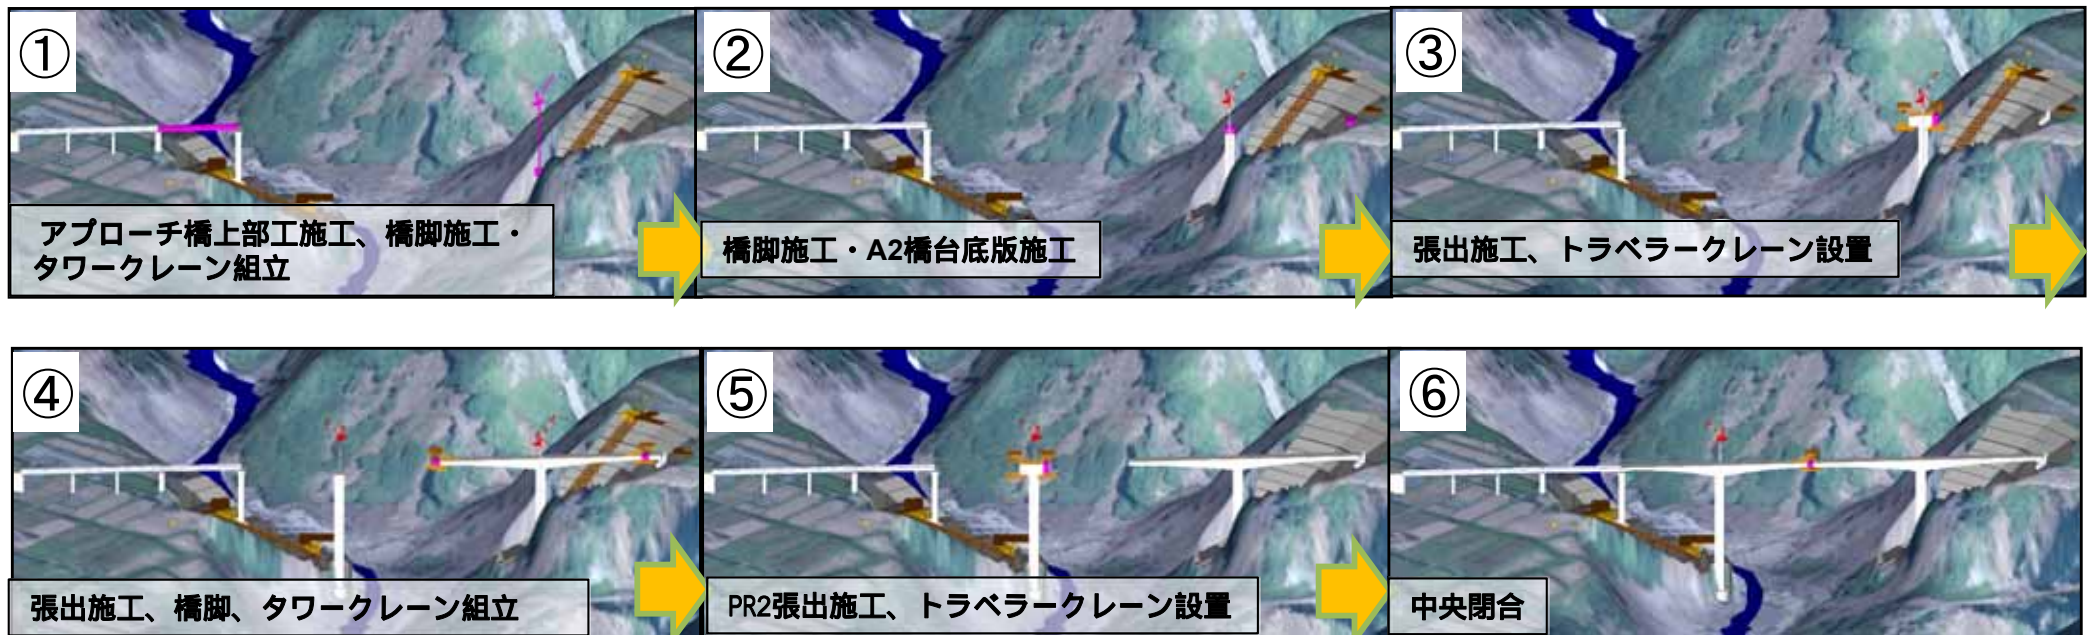 ①
アプローチ橋上部工施工、橋脚施工・
タワークレーン組立
②
橋脚施工・A2橋台底版施工
③
張出施工、トラベラークレーン設置
④
張出施工、橋脚、タワークレーン組立
⑤
PR2張出施工、トラベラークレーン設置
⑥
中央閉合